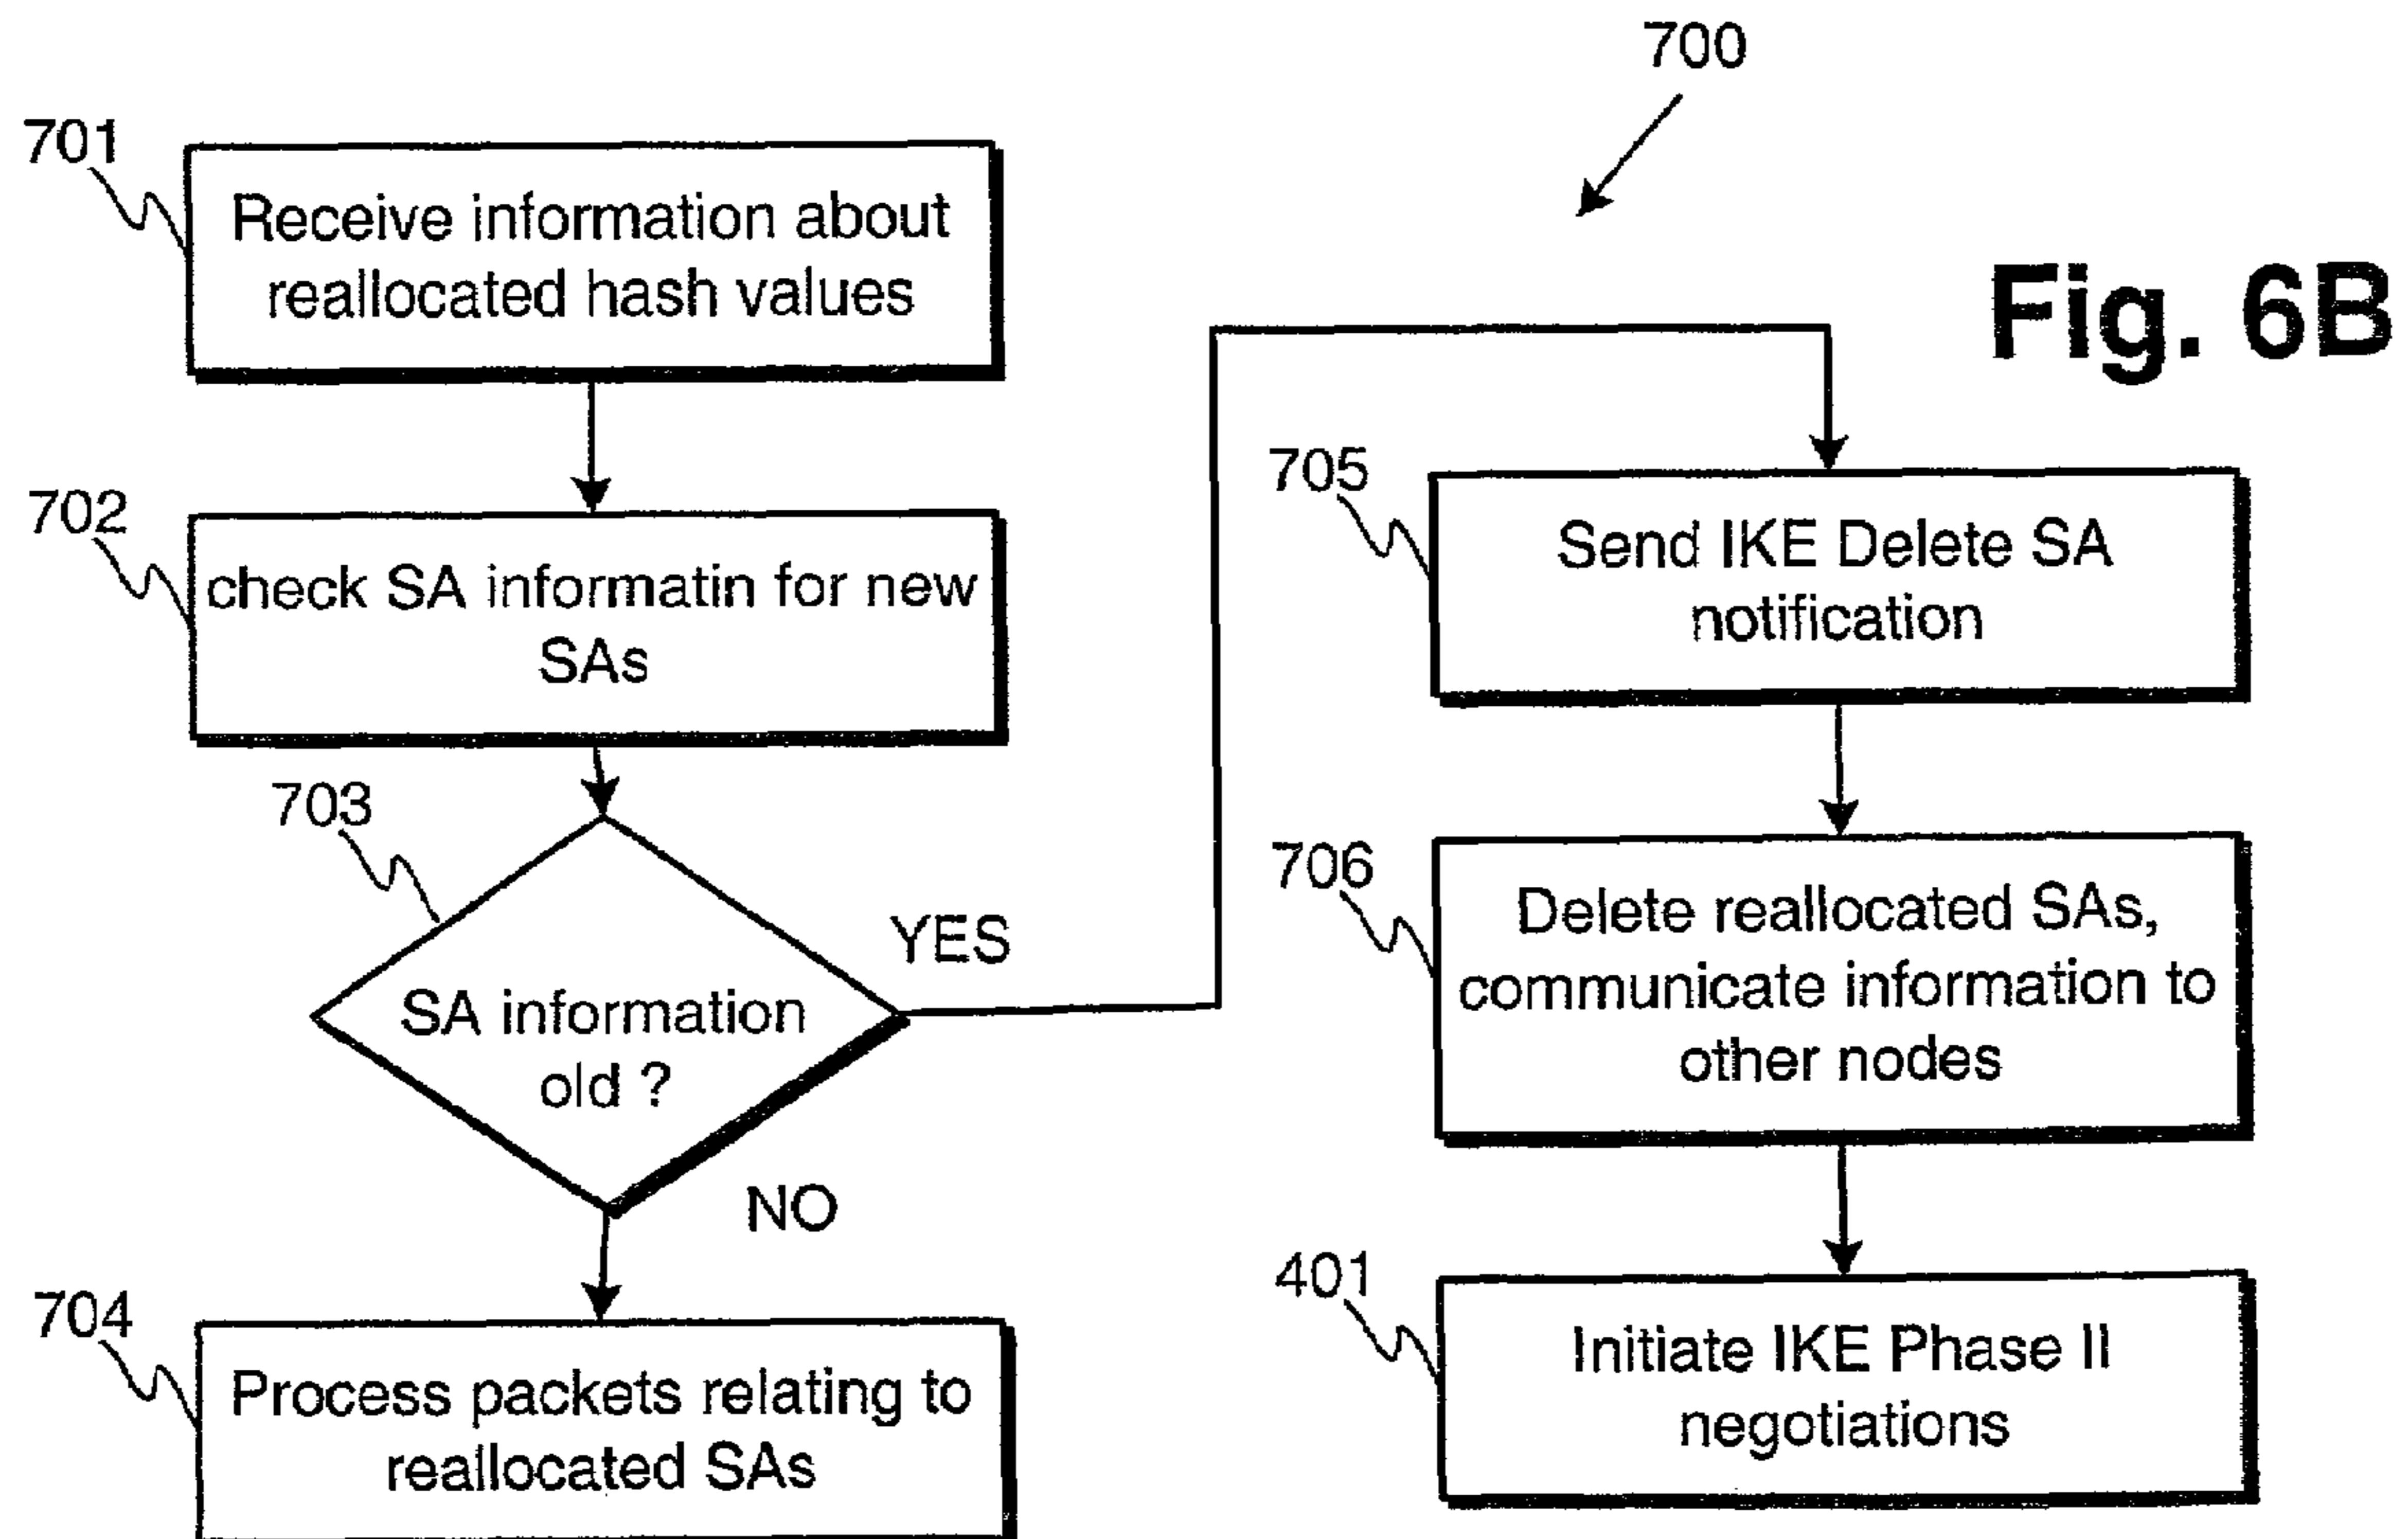 700
Fig. 6B
701
Receive information about
reallocated hash values
702
check SA informatin for new
SAs
703
SA information
old ?
YES
NO
704
Process packets relating to
reallocated SAs
705
Send IKE Delete SA
notification
706
Delete reallocated SAs,
communicate information to
other nodes
401
Initiate IKE Phase II
negotiations